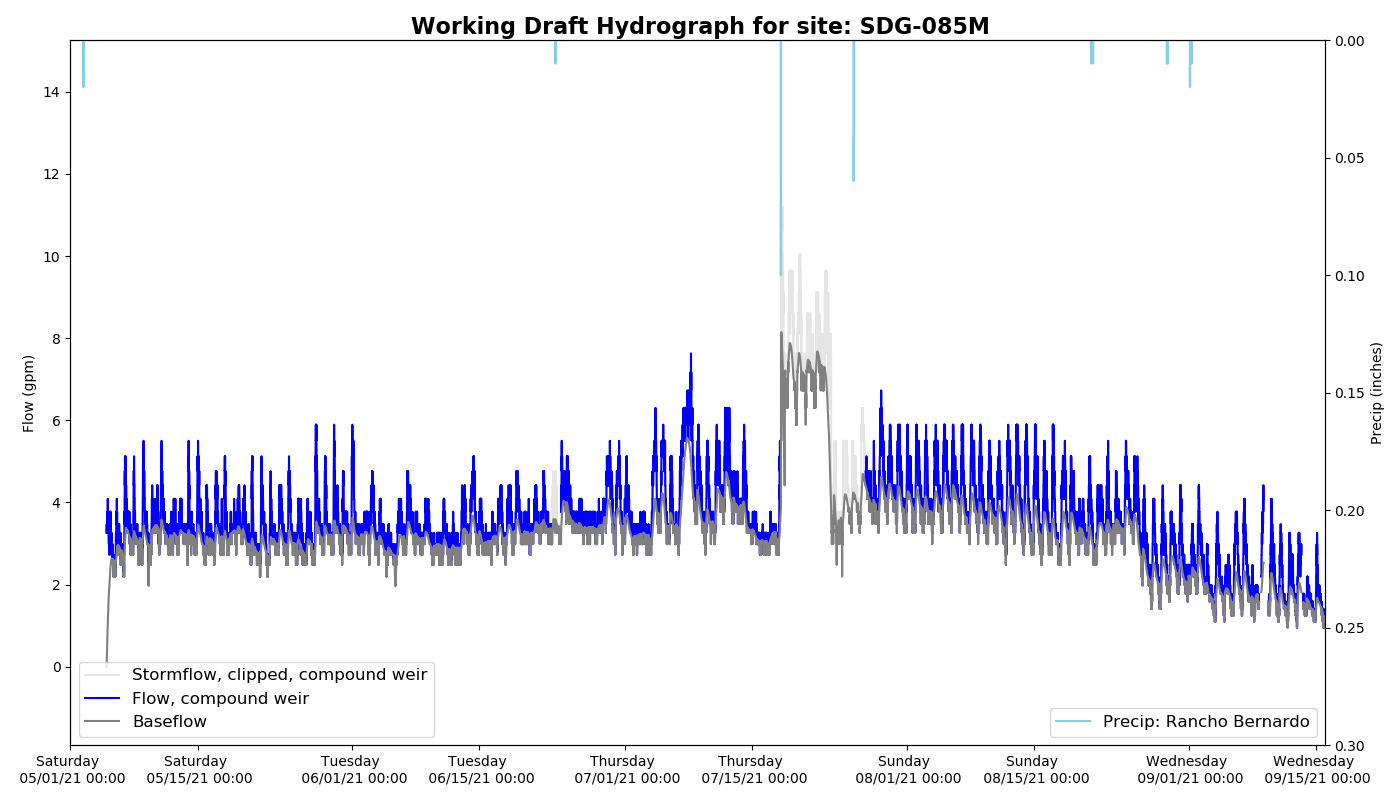 Working Draft Hydrograph for site: SDG-085M
14
12
10
8
6
4
2
0
Flow (gpm)
0.00
0.05
0.10
0.15
0.20
0.25
0.30
Precip (inches)
Stormflow, clipped, compound weir
Flow, compound weir
Baseflow
Precip: Rancho Bernardo
Saturday
05/01/21 00:00
Saturday
05/15/21 00:00
Tuesday
06/01/21 00:00
Tuesday
06/15/21 00:00
Thursday
07/01/21 00:00
Thursday
07/15/21 00:00
Sunday
08/01/21 00:00
Sunday
08/15/21 00:00
Wednesday
09/01/21 00:00
Wednesday
09/15/21 00:00